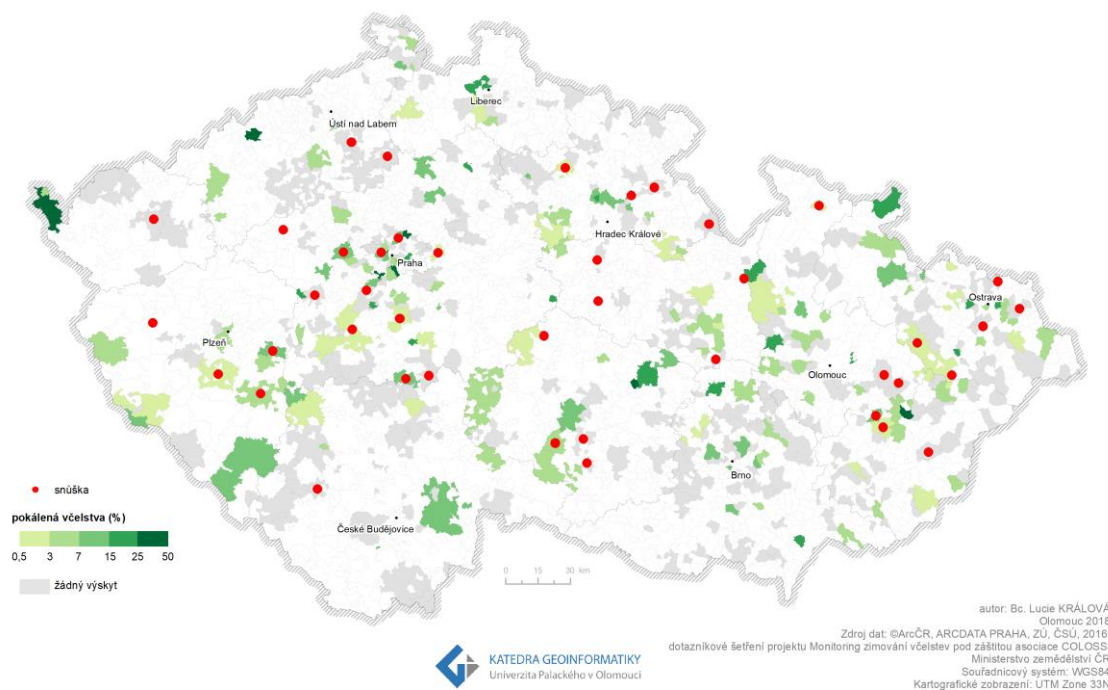 Liberec
Ústí nad Labem
Hradec Králové
Praha
Ostrava
Plzeň
Olomouc
Brno
České Budějovice
snůška
pokálená včelstva (%)
0,5 3 7 15 25 50
žádný výskyt
0 15 30 km
KATEDRA GEOINFORMATIKY
Univerzita Palackého v Olomouci
autor: Bc. Lucie KRÁLOVÁ
Olomouc 2018
Zdroj dat: ©ArcČR, ARCDATA PRAHA, ZÚ, ČSÚ, 2016
dotazníkové šetření projektu Monitoring zimování včelstev pod záštitou asociace COLOSS
Ministerstvo zemědělství ČR
Souřadnicový systém: WGS84
Kartografické zobrazení: UTM Zone 33N